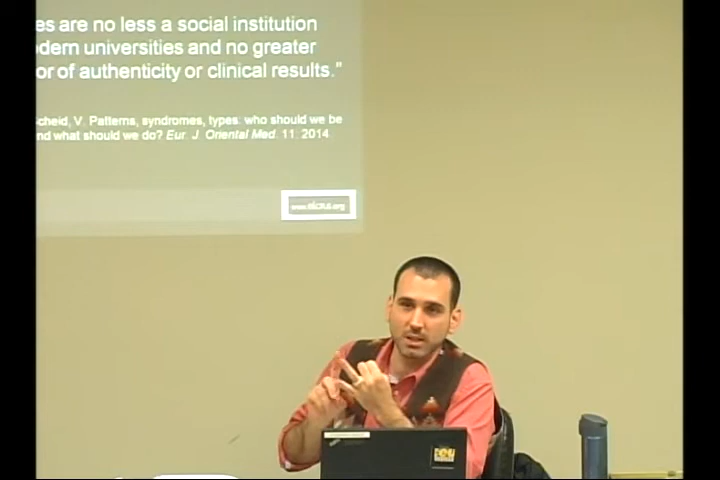 es are no less a social institution
odern universities and no greater
or of authenticity or clinical results.”
Scheid, V. Patterns, syndromes, types: who should we be
nd what should we do? Eur. J. Oriental Med. 11: 2014.